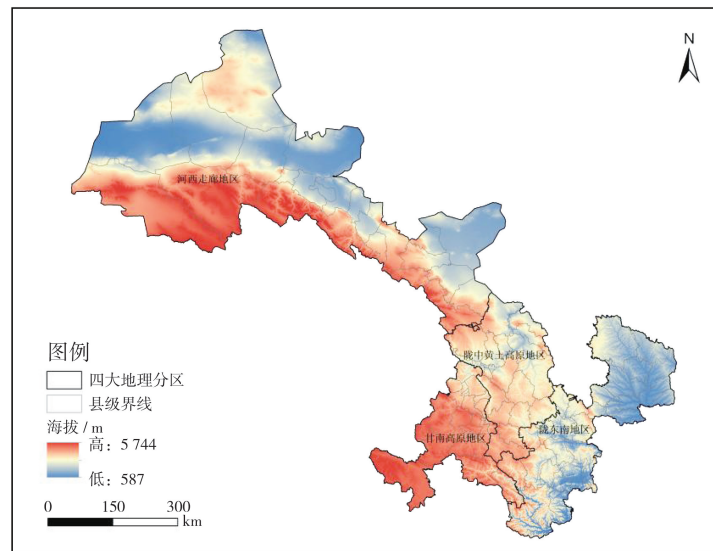 N
河西走廊地区
陇中黄土高原地区
陇东南地区
甘南高原地区
图例
四大地理分区
县级界线
海拔 / m
高: 5 744
低: 587
0 150 300
km